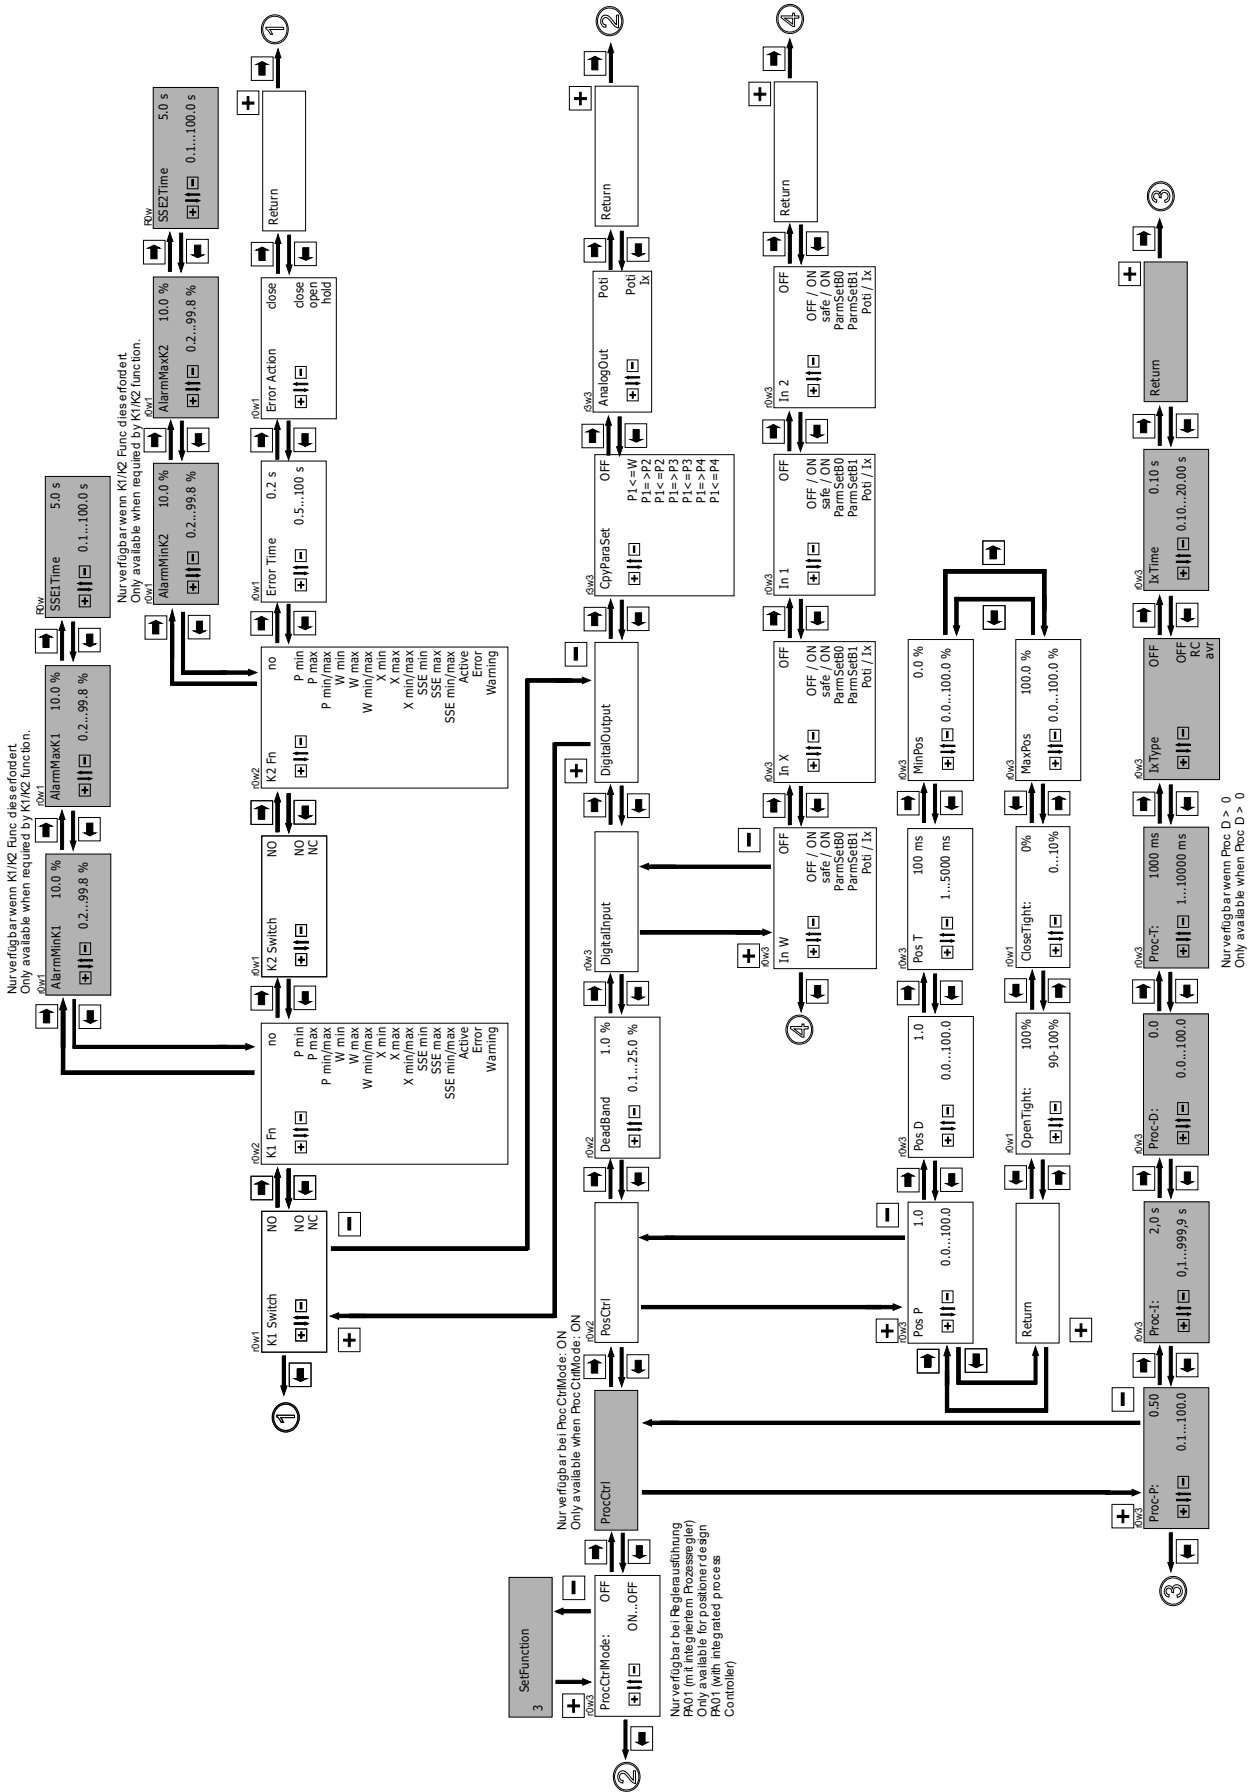 Nur verfügbar wenn K1/K2 Func dies erfordert.
Only available when required by K1/K2 function.
r0w1
AlarmMinK1 10.0 %
0.2...99.8 %
r0w1
AlarmMaxK1 10.0 %
0.2...99.8 %
R0w
SSE1Time 5.0 s
0.1...100.0 s
Nur verfügbar wenn K1/K2 Func dies erfordert.
Only available when required by K1/K2 function.
r0w1
AlarmMinK2 10.0 %
0.2...99.8 %
r0w1
AlarmMaxK2 10.0 %
0.2...99.8 %
R0w
SSE2Time 5.0 s
0.1...100.0 s
1
r0w1
K1 Switch NO
NO
NC
r0w2
K1 Fn no
P min
P max
P min/max
W min
W max
W min/max
X min
X max
X min/max
SSE min
SSE max
SSE min/max
Active
Error
Warning
r0w1
K2 Switch NO
NO
NC
r0w2
K2 Fn no
P min
P max
P min/max
W min
W max
W min/max
X min
X max
X min/max
SSE min
SSE max
SSE min/max
Active
Error
Warning
r0w1
Error Time 0.2 s
0.5...100 s
r0w1
Error Action close
close
open
hold
Return
1
SetFunction
3
2
r0w3
ProcCtrlMode: OFF
ON...OFF
Nur verfügbar bei Reglerausführung
PA01 (mit integriertem Prozessregler)
Only available for positioner design
PA01 (with integrated process
Controller)
Nur verfügbar bei Proc CtrlMode: ON
Only available when Proc CtrlMode: ON
ProcCtrl
r0w2
PosCtrl
r0w2
DeadBand 1.0 %
0.1...25.0 %
r0w3
DigitalInput
DigitalOutput
r3w3
CpyParaSet OFF
P1<=W
P1=>P2
P1<=P2
P1=>P3
P1<=P3
P1=>P4
P1<=P4
r3w3
AnalogOut Poti
Poti
Ix
Return
2
4
r0w3
In W OFF
OFF / ON
safe / ON
ParmSetB0
ParmSetB1
Poti / Ix
r0w3
In X OFF
OFF / ON
safe / ON
ParmSetB0
ParmSetB1
Poti / Ix
r0w3
In 1 OFF
OFF / ON
safe / ON
ParmSetB0
ParmSetB1
Poti / Ix
r0w3
In 2 OFF
OFF / ON
safe / ON
ParmSetB0
ParmSetB1
Poti / Ix
Return
4
r0w3
Pos P 1.0
0.0...100.0
r0w3
Pos D 1.0
0.0...100.0
r0w3
Pos T 100 ms
1...5000 ms
r0w3
MinPos 0.0 %
0.0...100.0 %
Return
r0w1
OpenTight: 100%
90-100%
r0w1
CloseTight: 0%
0...10%
r0w3
MaxPos 100.0 %
0.0...100.0 %
3
r0w3
Proc-P: 0.50
0.1...100.0
r0w3
Proc-I: 2,0 s
0,1...999,9 s
r0w3
Proc-D: 0.0
0.0...100.0
r0w3
Proc-T: 1000 ms
1...10000 ms
Nur verfügbar wenn Proc D > 0
Only available when Proc D > 0
r0w3
IxType OFF
OFF
RC
avr
r0w3
IxTime 0.10 s
0.10...20.00 s
Return
3